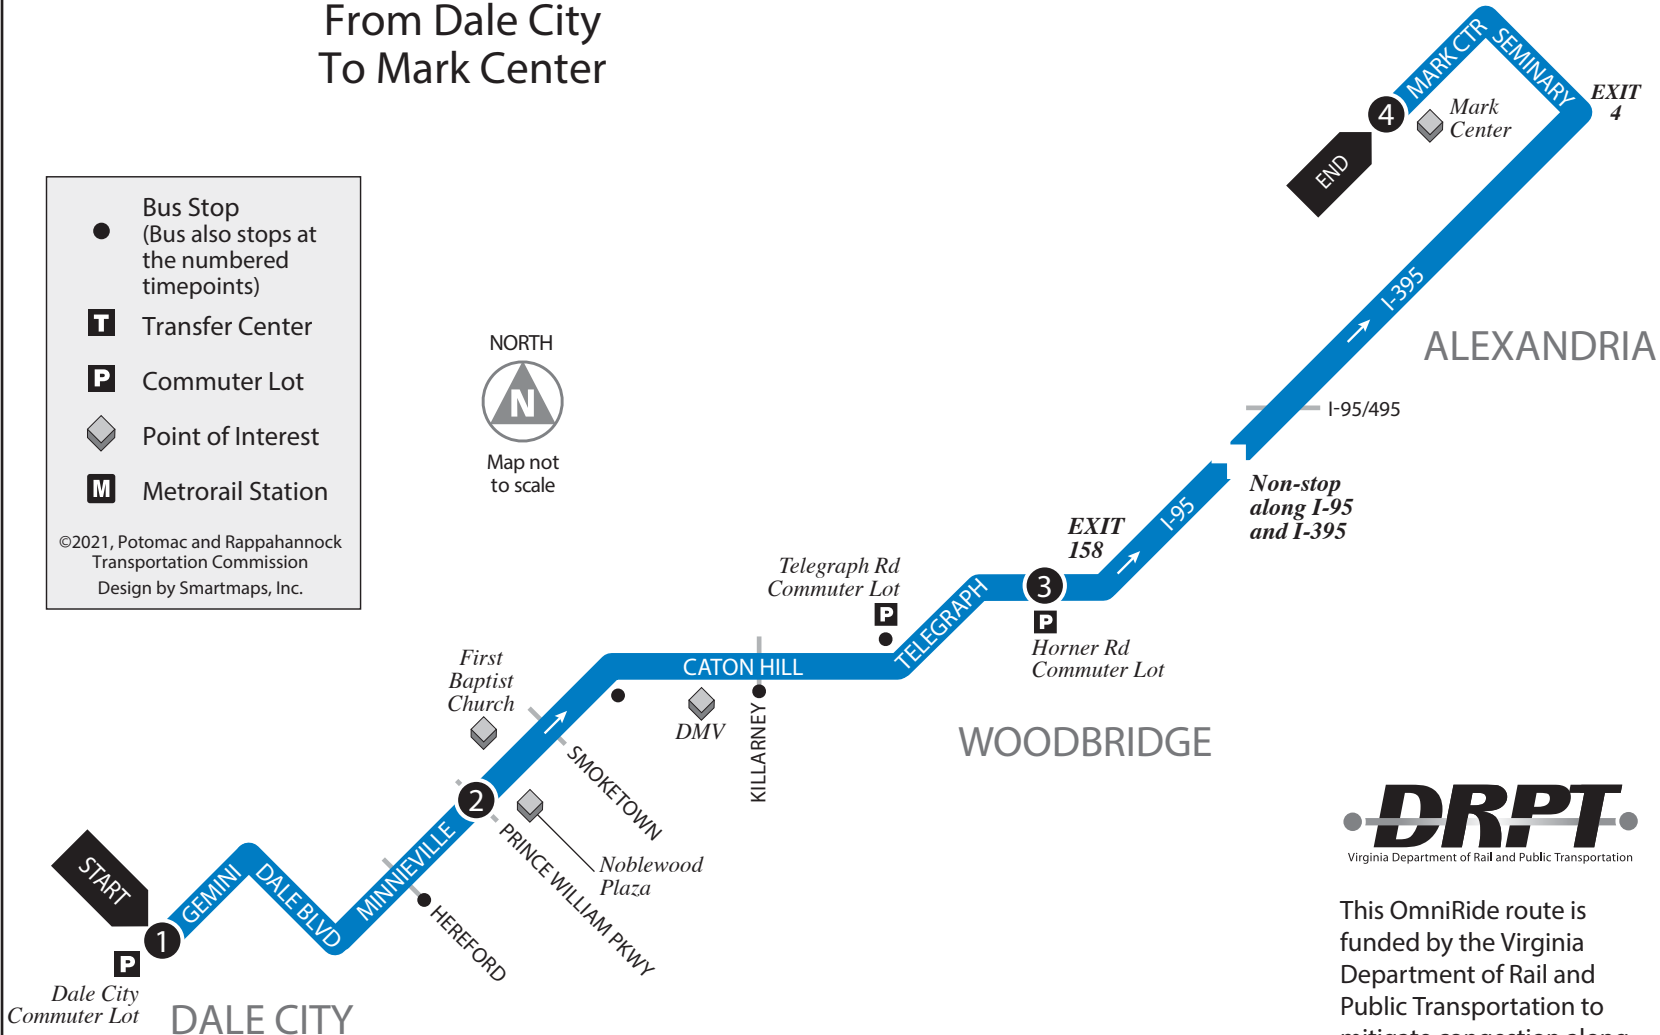 From Dale City
To Mark Center
Bus Stop
(Bus also stops at
the numbered
timepoints)
T Transfer Center
P Commuter Lot
Point of Interest
M Metrorail Station
©2021, Potomac and Rappahannock
Transportation Commission
Design by Smartmaps, Inc.
NORTH
N
Map not
to scale
MARK CTR
SEMINARY
EXIT
4
4
Mark
Center
END
I-395
ALEXANDRIA
I-95/495
Non-stop
along I-95
and I-395
I-95
EXIT
158
3
P
Horner Rd
Commuter Lot
Telegraph Rd
Commuter Lot
P
TELEGRAPH
CATON HILL
DMV
KILLARNEY
WOODBRIDGE
First
Baptist
Church
SMOKETOWN
2
PRINCE WILLIAM PKWY
Noblewood
Plaza
MINNIEVILLE
HEREFORD
DALE BLVD
GEMINI
START
1
P
Dale City
Commuter Lot
DALE CITY
DRPT
Virginia Department of Rail and Public Transportation
This OmniRide route is
funded by the Virginia
Department of Rail and
Public Transportation to
mitigate congestion along